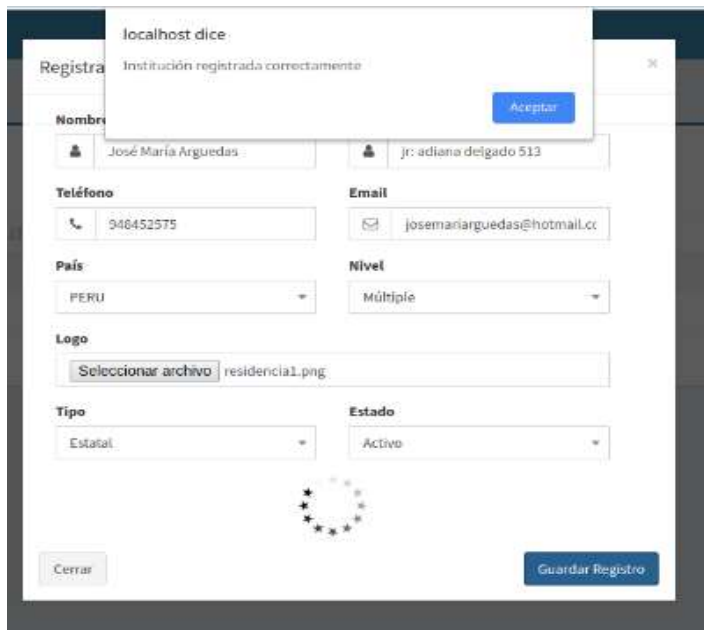 localhost dice
Institución registrada correctamente
Aceptar
Registra
×
Nombre
José María Arguedas
jr: adiana delgado 513
Teléfono
Email
948452575
josemariarguedas@hotmail.cc
País
Nivel
PERU
Múltiple
Logo
Seleccionar archivo residencia1.png
Tipo
Estado
Estatal
Activo
Cerrar
Guardar Registro